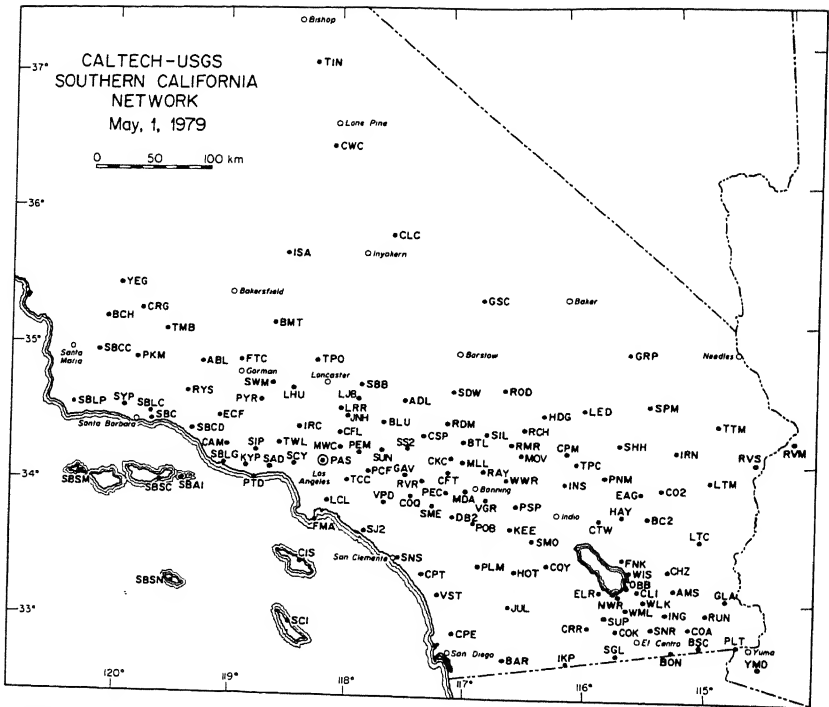 Bishop
TIN
37°
CALTECH-USGS
SOUTHERN CALIFORNIA
NETWORK
May, 1, 1979
0 50 100 km
Lone Pine
CWC
36°
CLC
ISA
Inyokern
YEG
Bakersfield
CRG
BCH
GSC
Baker
TMB
BMT
35°
Santa
Maria
SBCC
PKM
ABL
FTC
TPO
Barstow
GRP
Needles
Gorman
SWM
Lancaster
SBB
RYS
PYR
LHU
LJB
ADL
SDW
ROD
SBLP
SYP
SBLC
SBC
Santa Barbara
ECF
LRR
JNH
HDG
LED
SPM
SBCD
IRC
CFL
BLU
RDM
CSP
SIL
RCH
TTM
CAM
SIP
TWL
MWC
PEM
SS2
BTL
RMR
SHH
RVM
SBLG
KYP
SAD
SCY
PAS
Los
Angeles
SUN
CKC
MLL
MOV
CPM
IRN
RVS
34°
SBSM
SBSC
SBAI
PTD
TCC
PCF
GAV
RVR
CFT
RAY
WWR
TPC
PNM
LTM
LCL
VPD
COQ
PEC
MDA
Banning
VGR
INS
EAG
CO2
FMA
SJ2
SME
DB2
POB
PSP
Indio
HAY
CTW
BC2
KEE
SMO
LTC
CIS
San Clemente
SNS
SBSN
CPT
PLM
HOT
COY
FNK
WIS
OBB
CHZ
33°
VST
ELR
NWR
CLI
AMS
GLA
SCI
JUL
WML
WLK
ING
RUN
CPE
CRR
SUP
COK
SNR
COA
El Centro
BSC
PLT
Yuma
San Diego
BAR
IKP
SGL
BON
YMD
120°
119°
118°
117°
116°
115°